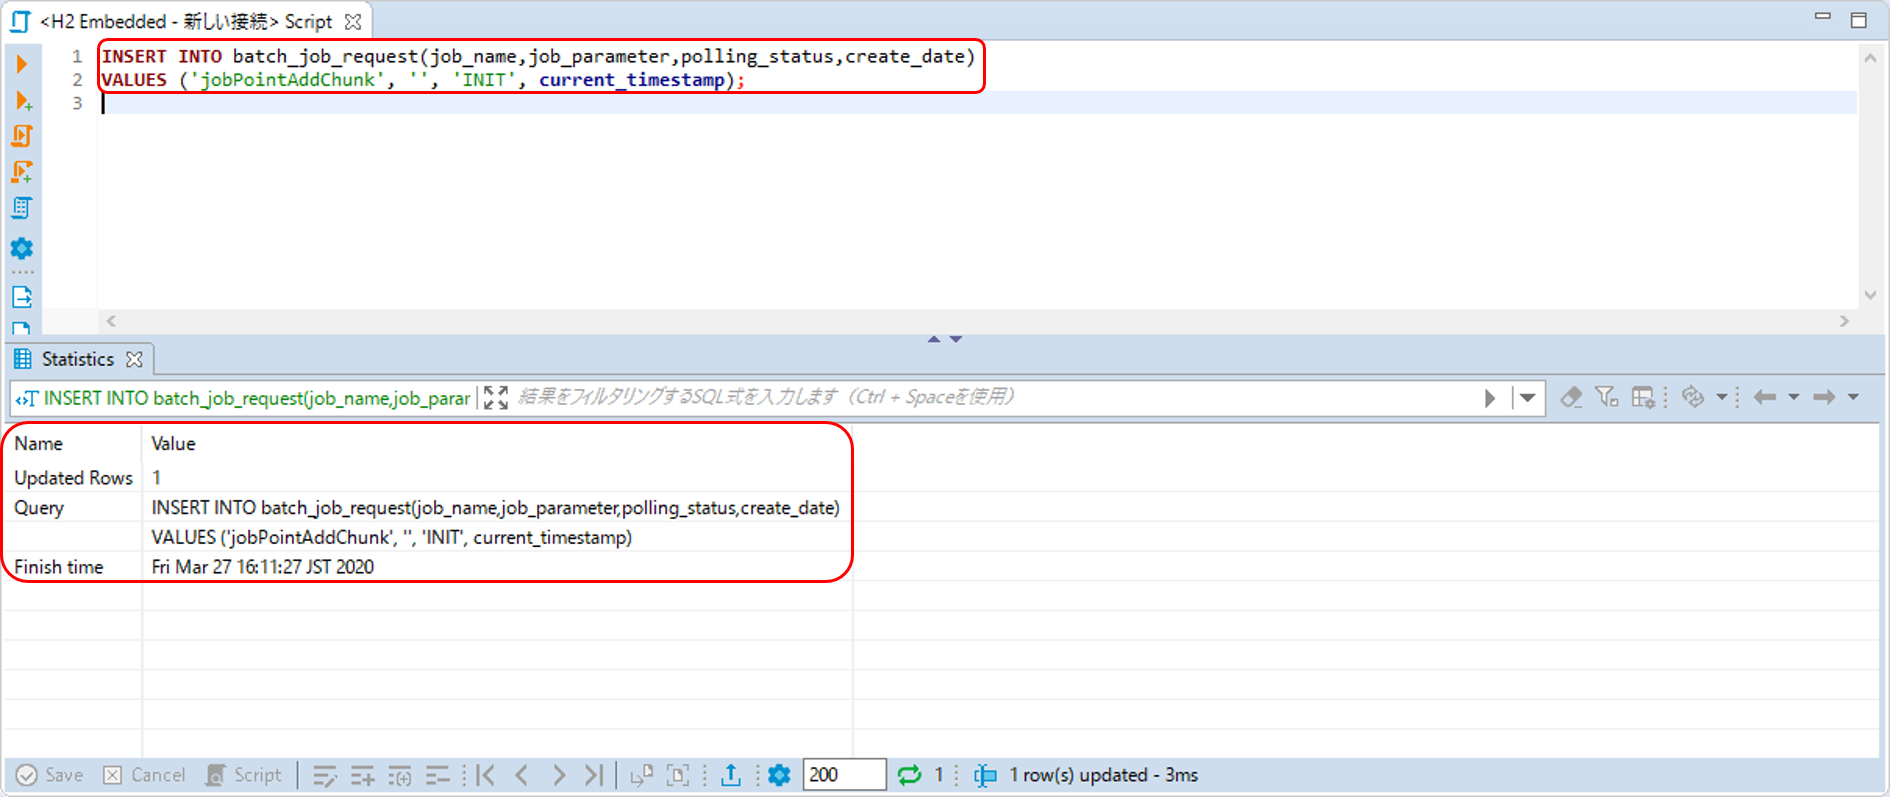 <H2 Embedded - 新しい接続> Script
1 INSERT INTO batch_job_request(job_name,job_parameter,polling_status,create_date)
2 VALUES ('jobPointAddChunk', '', 'INIT', current_timestamp);
3
Statistics
INSERT INTO batch_job_request(job_name,job_parar 結果をフィルタリングするSQL式を入力します（Ctrl + Spaceを使用）
Name Value
Updated Rows 1
Query INSERT INTO batch_job_request(job_name,job_parameter,polling_status,create_date)
VALUES ('jobPointAddChunk', '', 'INIT', current_timestamp)
Finish time Fri Mar 27 16:11:27 JST 2020
Save Cancel Script 200 1 1 row(s) updated - 3ms